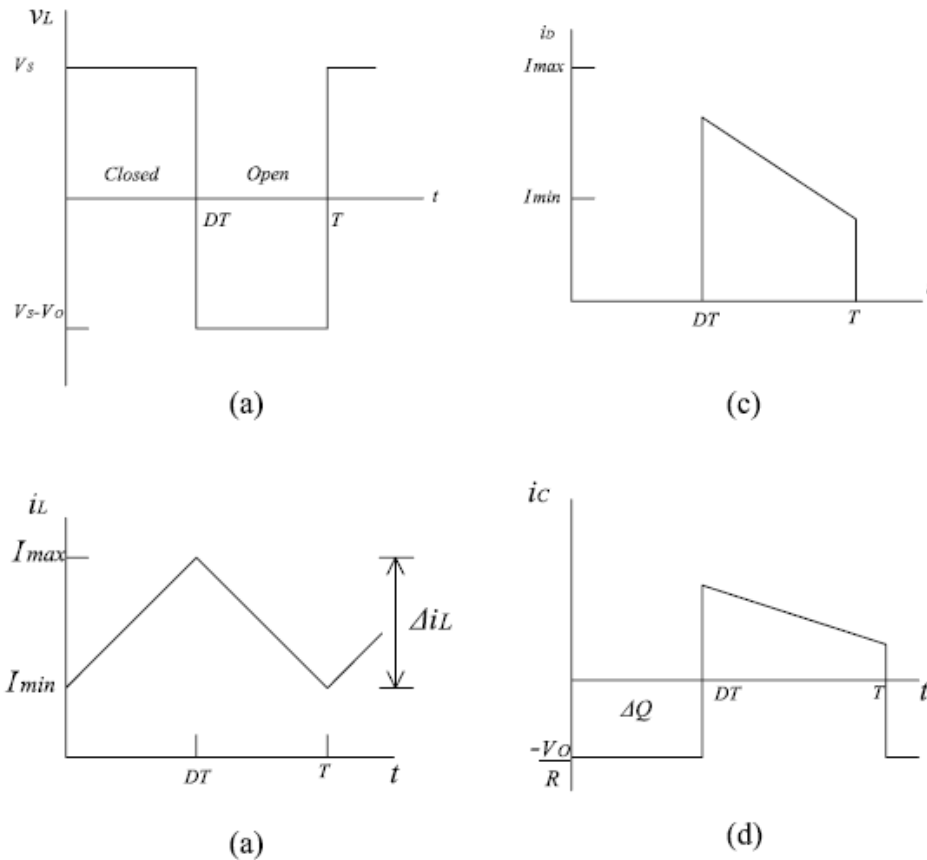 vL
Vs
Closed
Open
t
DT
T
Vs-Vo
(a)
iD
Imax
Imin
DT
T
(c)
iL
Imax
ΔiL
Imin
DT
T
t
(a)
iC
ΔQ
DT
T
t
-Vo
R
(d)